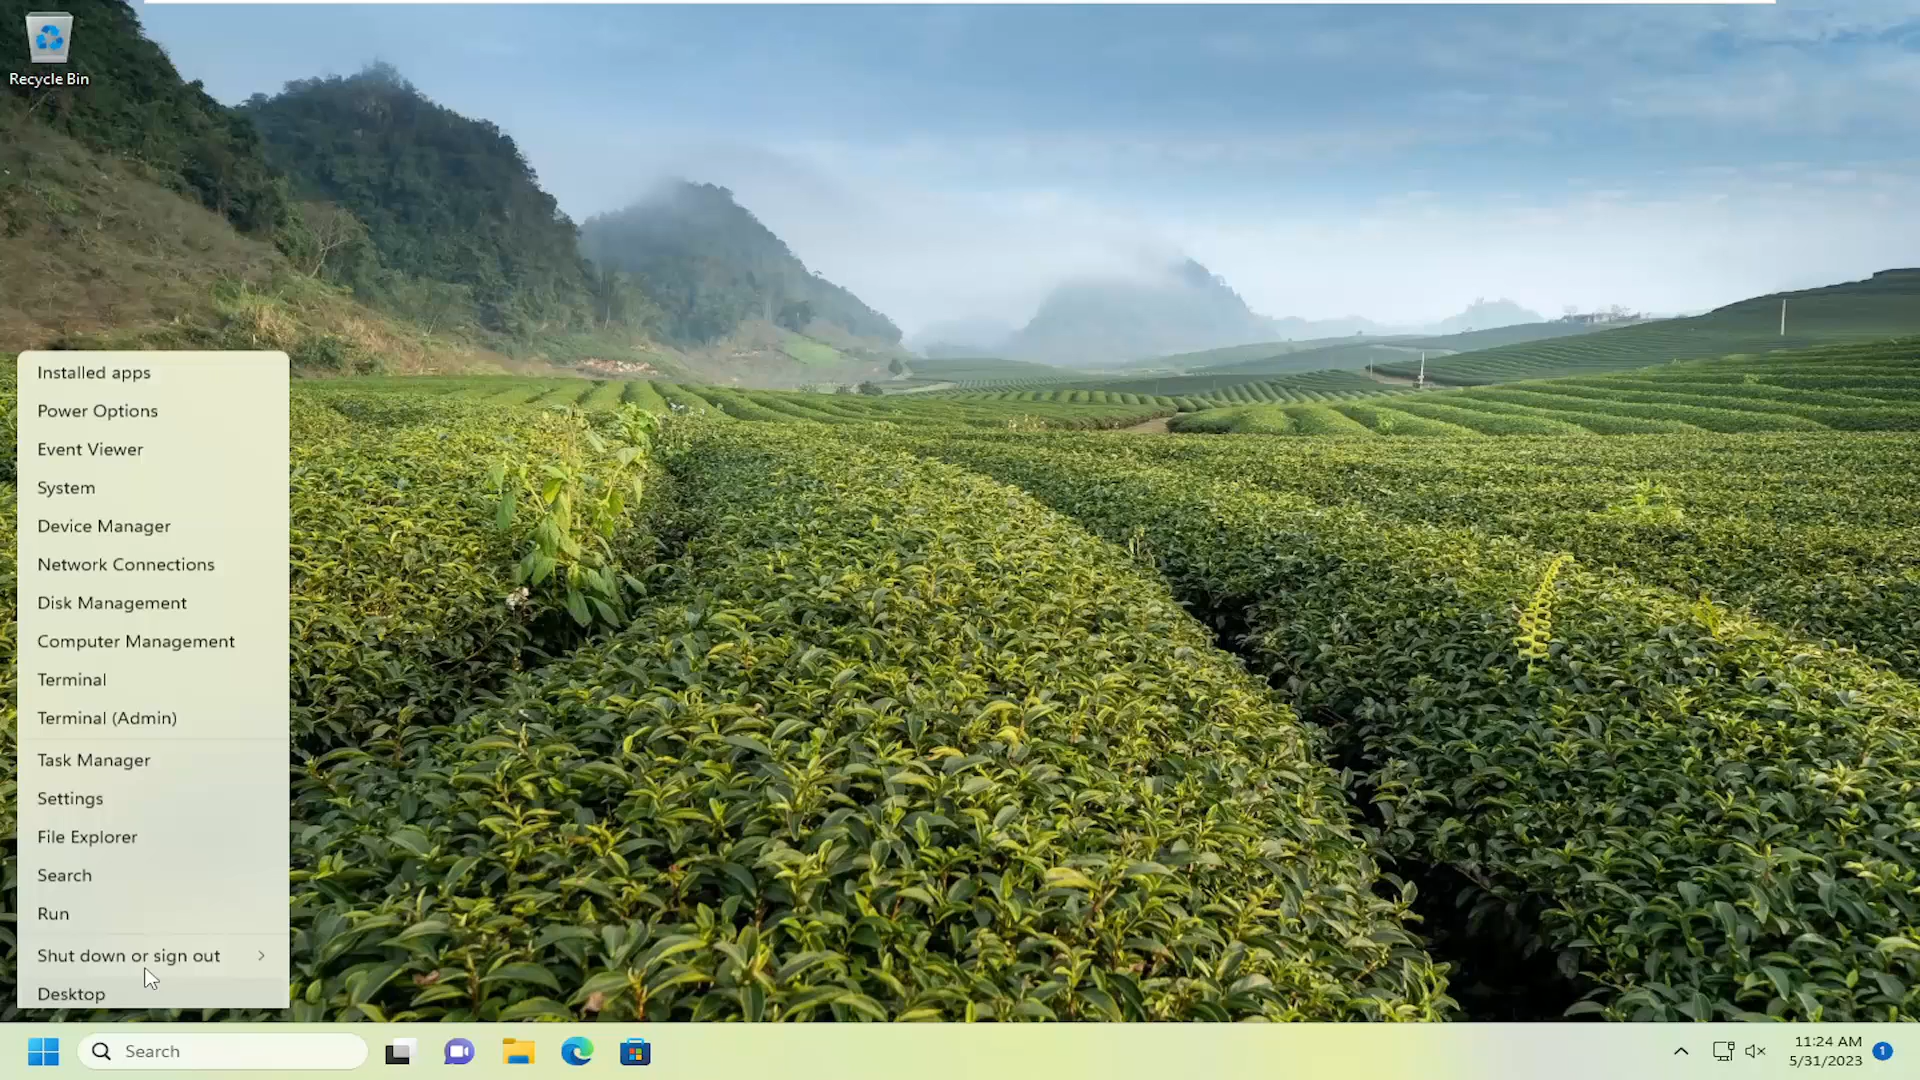 Recycle Bin
Installed apps
Power Options
Event Viewer
System
Device Manager
Network Connections
Disk Management
Computer Management
Terminal
Terminal (Admin)
Task Manager
Settings
File Explorer
Search
Run
Shut down or sign out
Desktop
Search
11:24 AM
5/31/2023
1